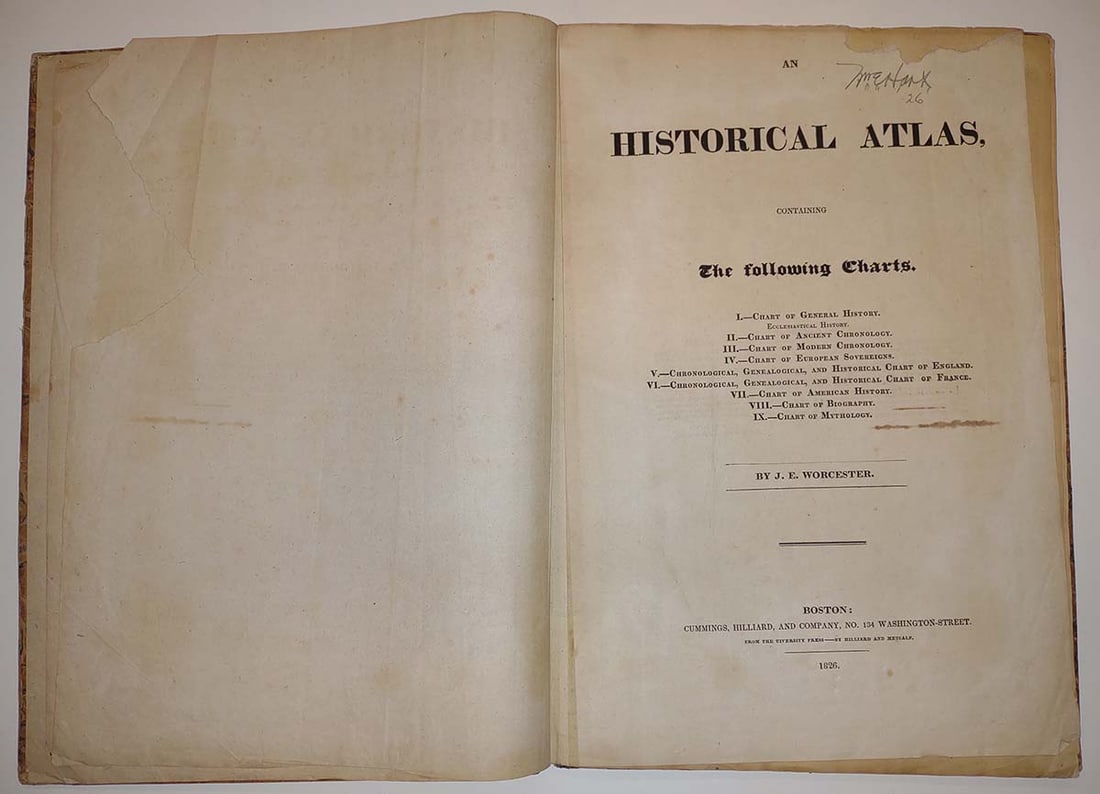 AN
HISTORICAL ATLAS,
CONTAINING
The following Charts.
I.—Chart of General History.
Ecclesiastical History.
II.—Chart of Ancient Chronology.
III.—Chart of Modern Chronology.
IV.—Chart of European Sovereigns.
V.—Chronological, Genealogical, and Historical Chart of England.
VI.—Chronological, Genealogical, and Historical Chart of France.
VII.—Chart of American History.
VIII.—Chart of Biography.
IX.—Chart of Mythology.
BY J. E. WORCESTER.
BOSTON:
CUMMINGS, HILLIARD, AND COMPANY, NO. 134 WASHINGTON-STREET.
FROM THE UIVERSITY PRESS—BY HILLIARD AND METCALF.
1826.
26